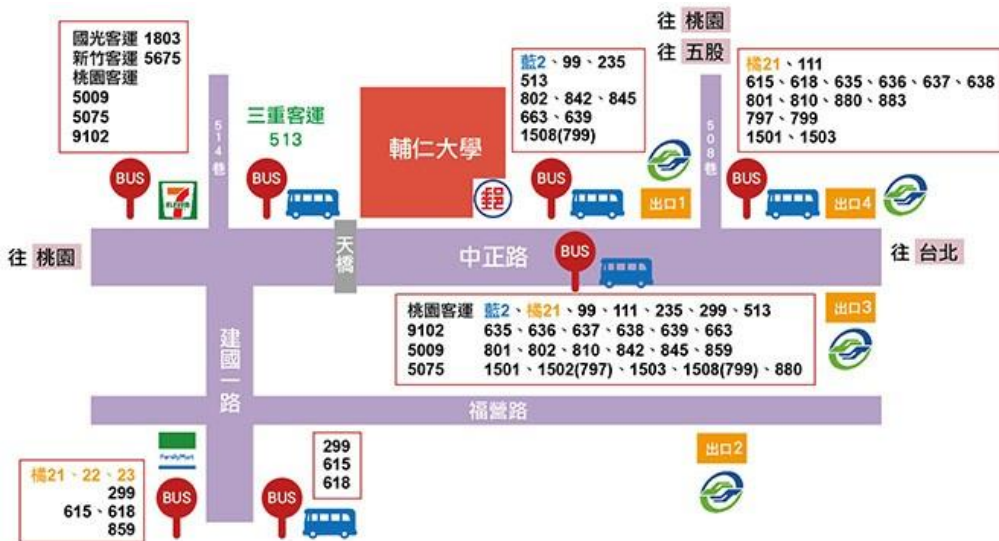 往 桃園
往 五股
國光客運 1803
新竹客運 5675
桃園客運
5009
5075
9102
514巷
三重客運
513
輔仁大學
郵
藍2、99、235
513
802、842、845
663、639
1508(799)
508巷
橘21、111
615、618、635、636、637、638
801、810、880、883
797、799
1501、1503
BUS
7
ELEVEN
BUS
BUS
出口1
BUS
出口4
往 桃園
天橋
中正路
BUS
往 台北
桃園客運 藍2、橘21、99、111、235、299、513
9102 635、636、637、638、639、663
5009 801、802、810、842、845、859
5075 1501、1502(797)、1503、1508(799)、880
出口3
建國一路
福營路
FamilyMart
橘21、22、23
299
615、618
859
BUS
BUS
299
615
618
出口2